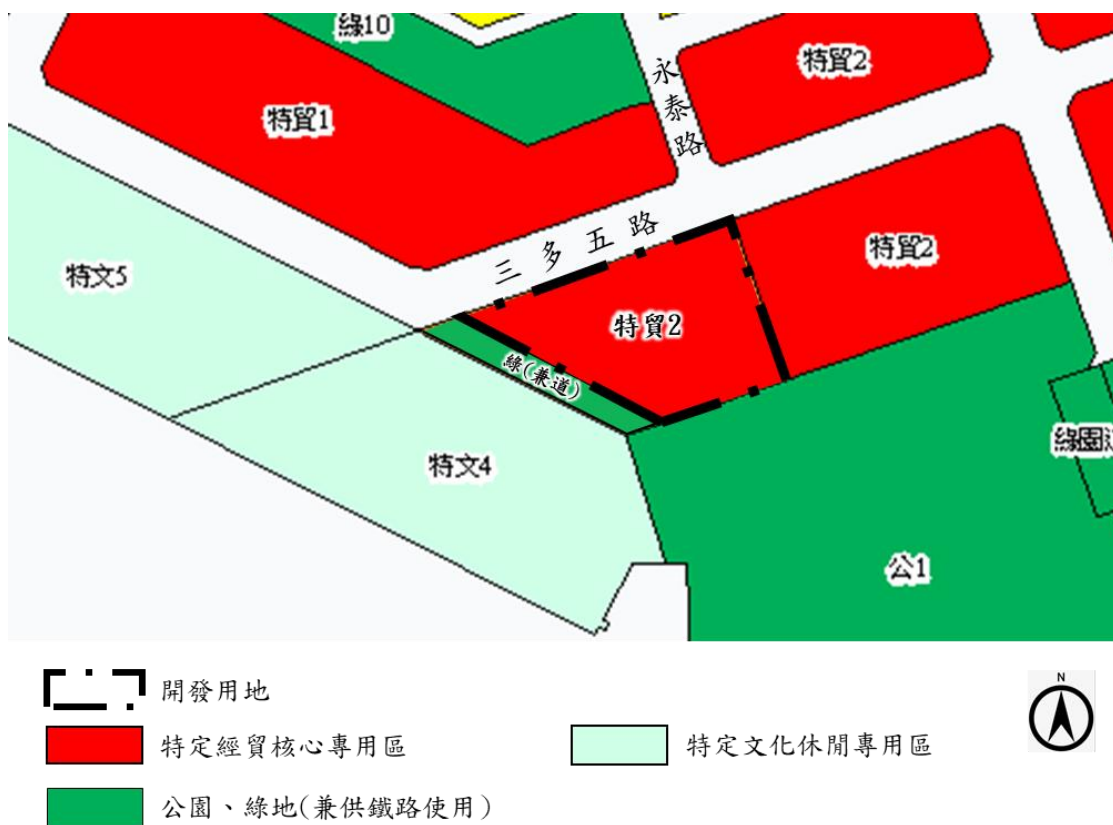 綠10
特貿2
永泰路
特貿1
三多五路
特貿2
特文5
特貿2
綠(兼道)
特文4
綠園
公1
開發用地
N
特定經貿核心專用區
特定文化休閒專用區
公園、綠地(兼供鐵路使用)